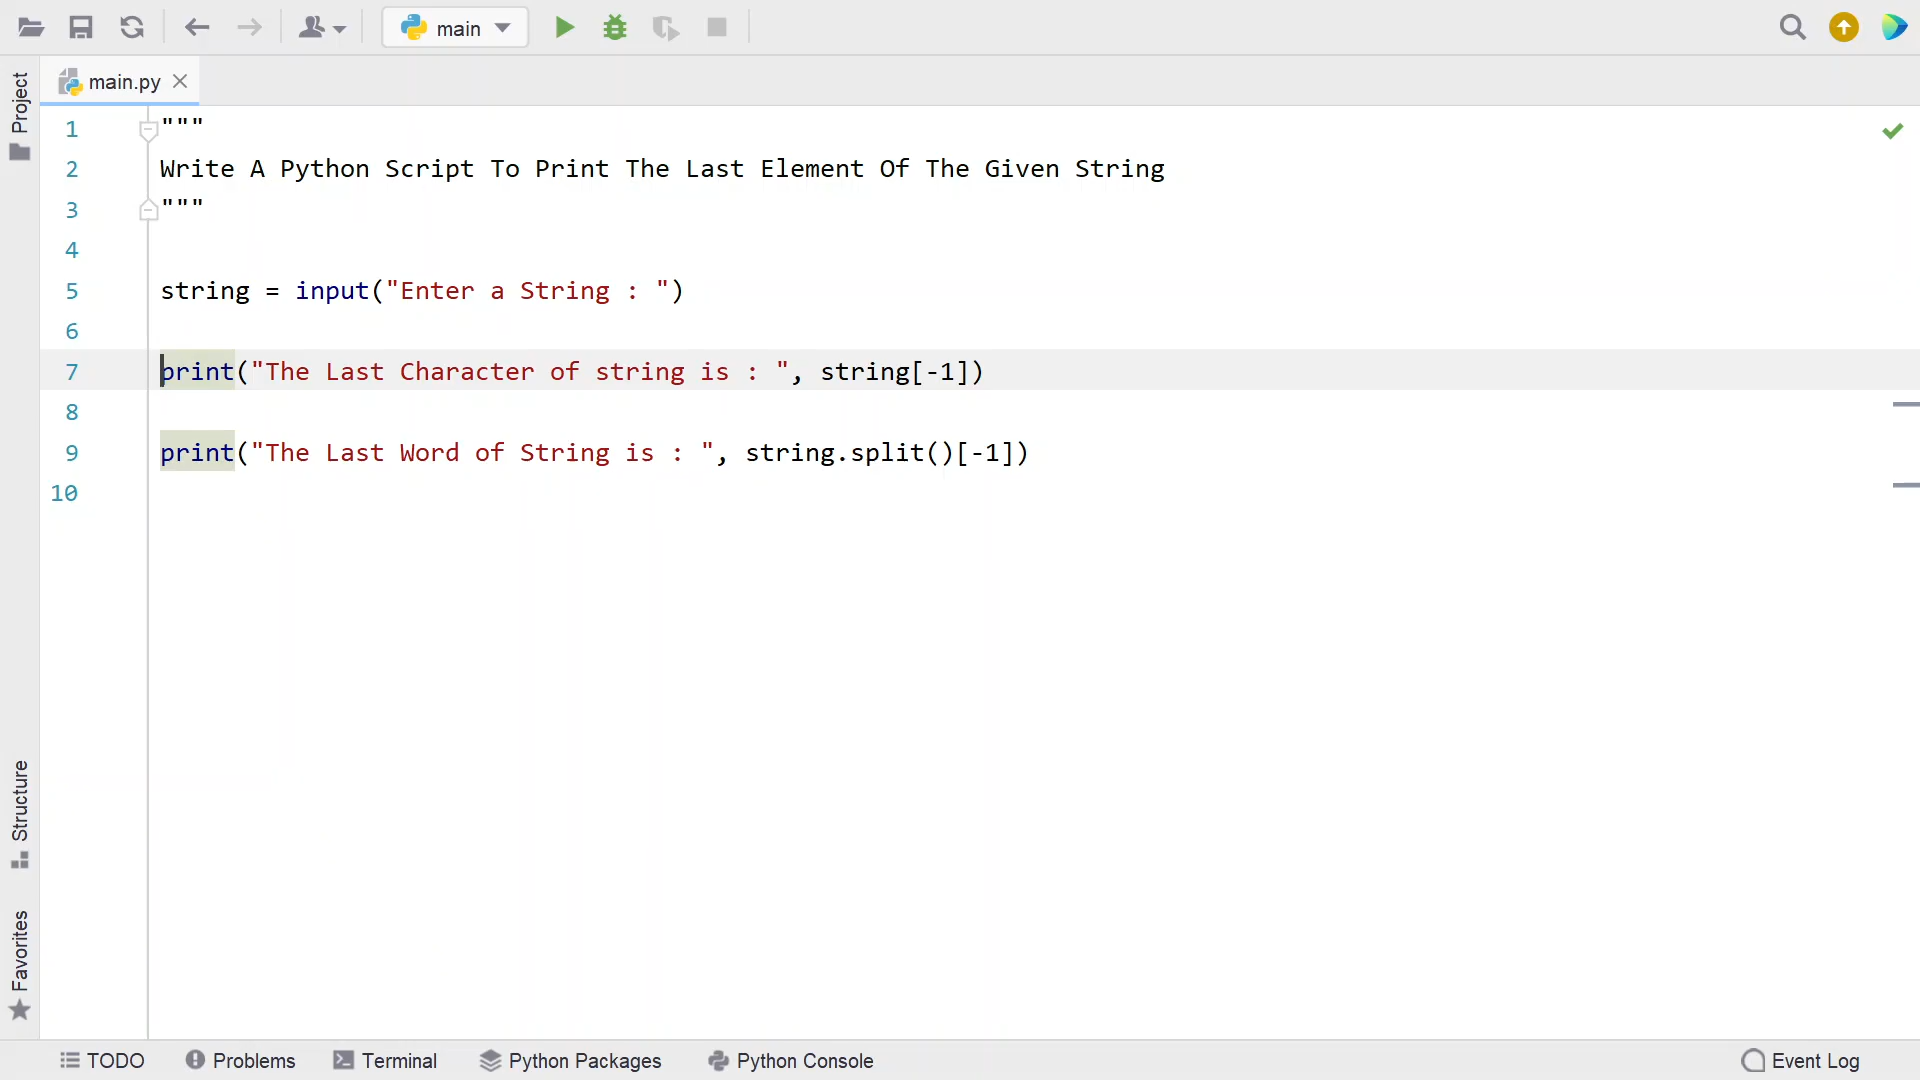 main
main.py
Project
1 """
2 Write A Python Script To Print The Last Element Of The Given String
3 """
4
5 string = input("Enter a String : ")
6
7 print("The Last Character of string is : ", string[-1])
8
9 print("The Last Word of String is : ", string.split()[-1])
10
Structure
Favorites
TODO Problems Terminal Python Packages Python Console Event Log